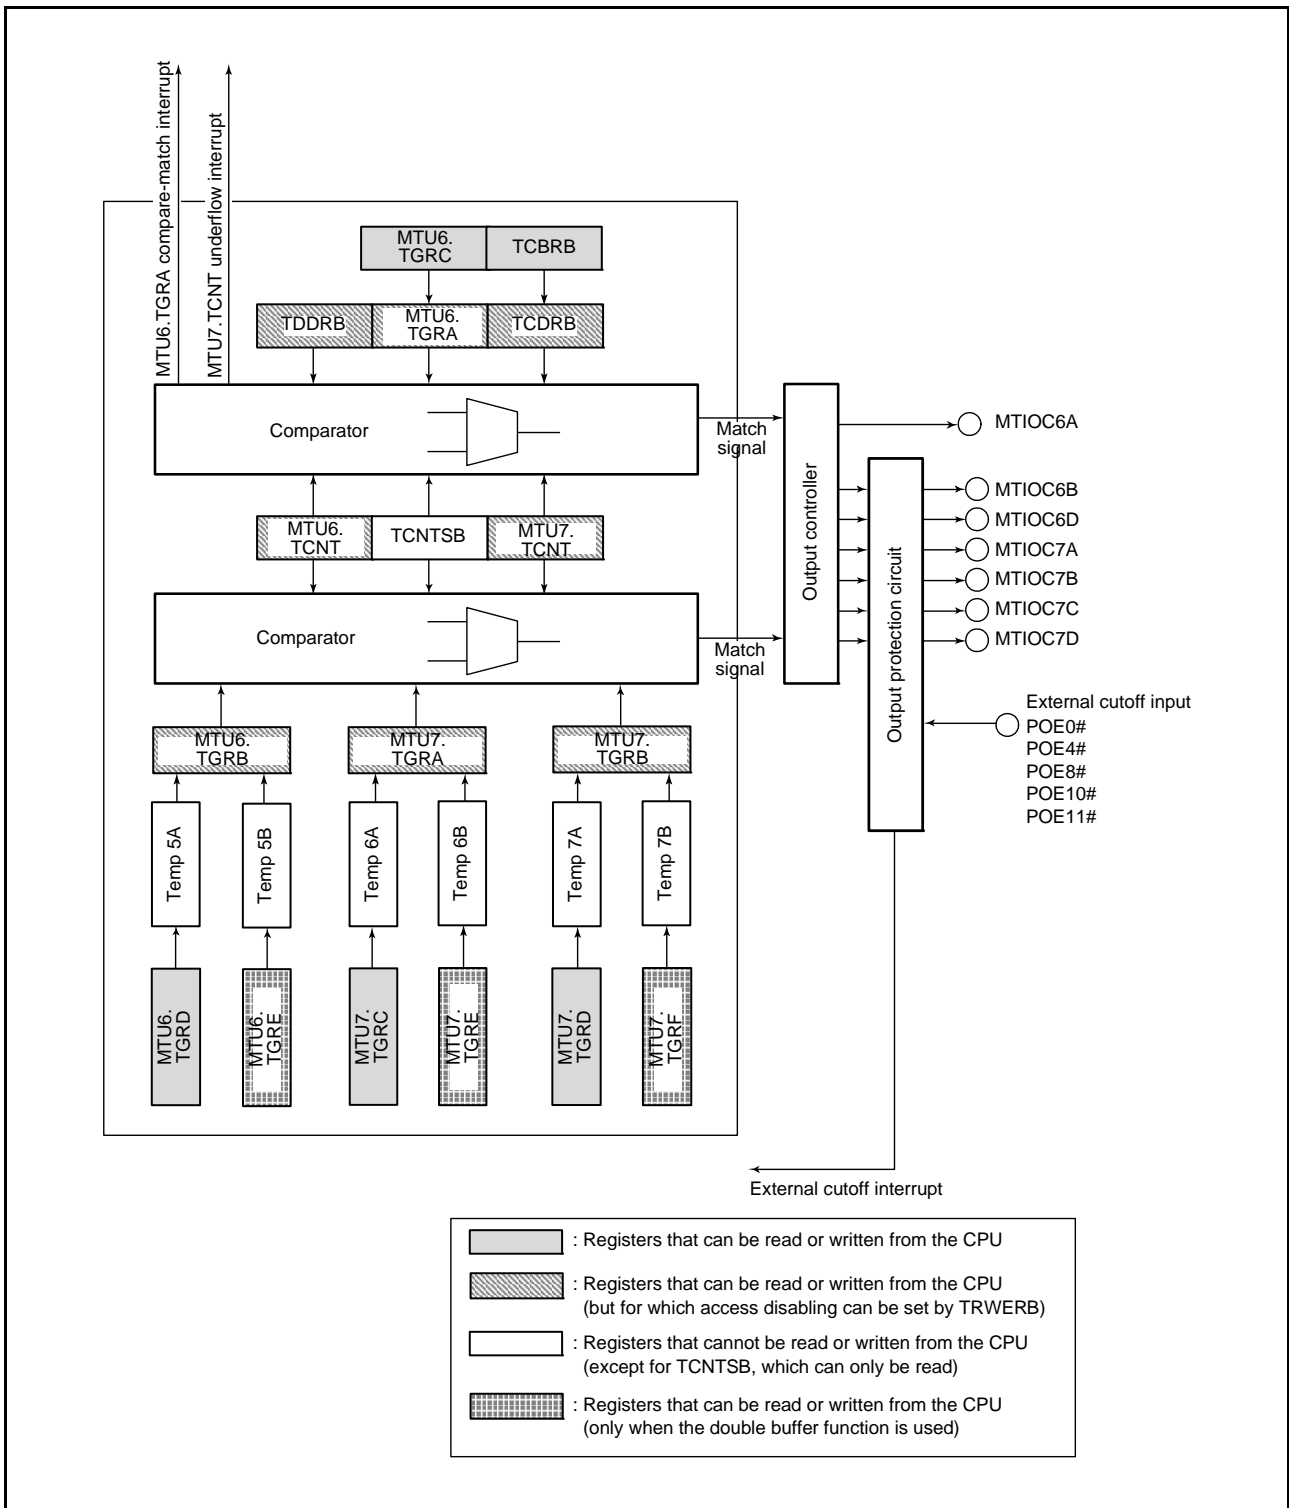 MTU6.TGRA compare-match interrupt
MTU7.TCNT underflow interrupt
MTU6.
TGRC
TCBRB
TDDRB
MTU6.
TGRA
TCDRB
Comparator
Match
signal
MTU6.
TCNT
TCNTSB
MTU7.
TCNT
Comparator
Match
signal
Output controller
Output protection circuit
MTIOC6A
MTIOC6B
MTIOC6D
MTIOC7A
MTIOC7B
MTIOC7C
MTIOC7D
External cutoff input
POE0#
POE4#
POE8#
POE10#
POE11#
MTU6.
TGRB
MTU7.
TGRA
MTU7.
TGRB
Temp 5A
Temp 5B
Temp 6A
Temp 6B
Temp 7A
Temp 7B
MTU6.
TGRD
MTU6.
TGRE
MTU7.
TGRC
MTU7.
TGRE
MTU7.
TGRD
MTU7.
TGRF
External cutoff interrupt
: Registers that can be read or written from the CPU
: Registers that can be read or written from the CPU
(but for which access disabling can be set by TRWERB)
: Registers that cannot be read or written from the CPU
(except for TCNTSB, which can only be read)
: Registers that can be read or written from the CPU
(only when the double buffer function is used)